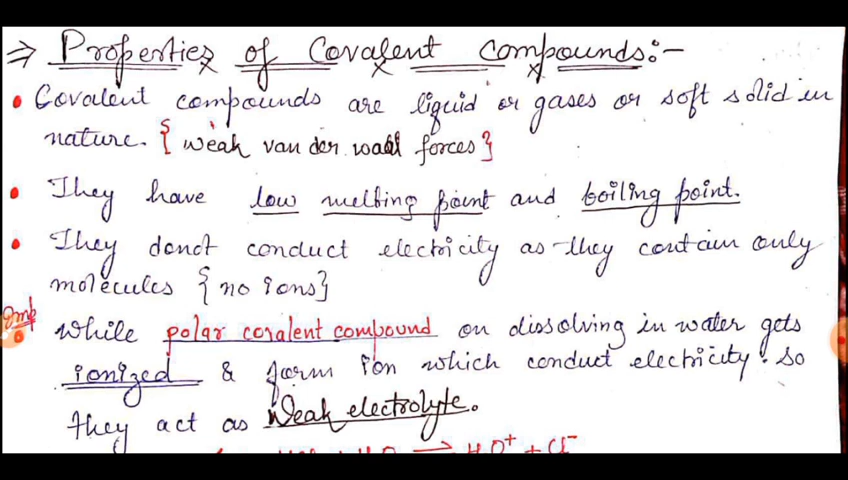 ⇒ Properties of Covalent Compounds:-
• Covalent compounds are liquid or gases or soft solid in
nature. {weak van der waal forces}
• They have low melting point and boiling point.
• They donot conduct electricity as they contain only
molecules {no ions}
Imp
While polar covalent compound on dissolving in water gets
ionized & form ion which conduct electricity. So
they act as Weak electrolyte.
→ H₃O⁺ + Cl⁻